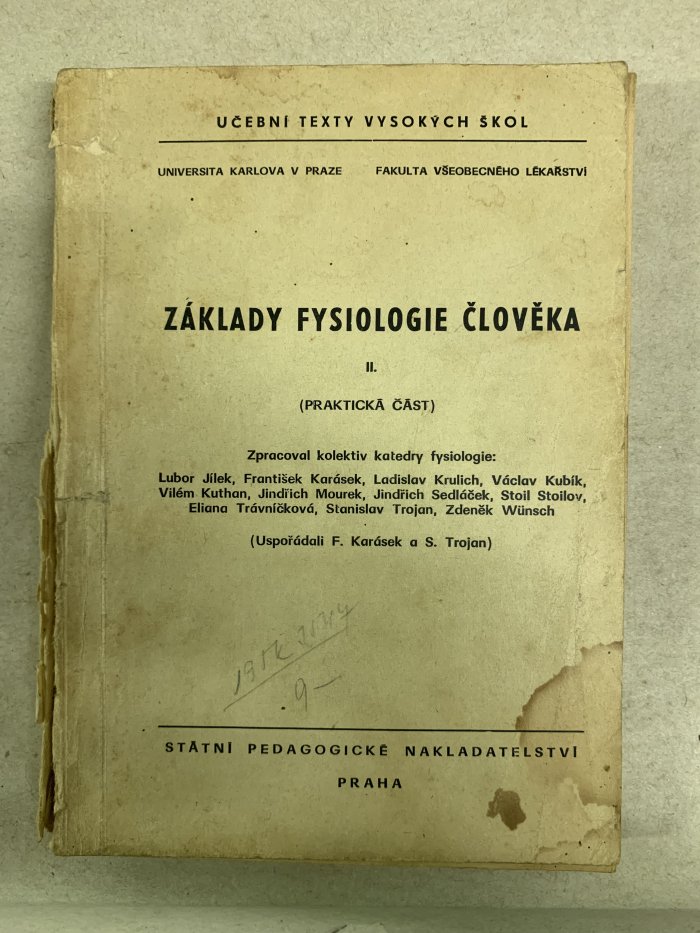 UČEBNÍ TEXTY VYSOKÝCH ŠKOL
UNIVERSITA KARLOVA V PRAZE FAKULTA VŠEOBECNÉHO LÉKAŘSTVÍ
ZÁKLADY FYSIOLOGIE ČLOVĚKA
II.
(PRAKTICKÁ ČÁST)
Zpracoval kolektiv katedry fysiologie:
Lubor Jílek, František Karásek, Ladislav Krulich, Václav Kubík,
Vilém Kuthan, Jindřich Mourek, Jindřich Sedláček, Stoil Stoilov,
Eliana Trávníčková, Stanislav Trojan, Zdeněk Wünsch
(Uspořádali F. Karásek a S. Trojan)
9-
STÁTNÍ PEDAGOGICKÉ NAKLADATELSTVÍ
PRAHA